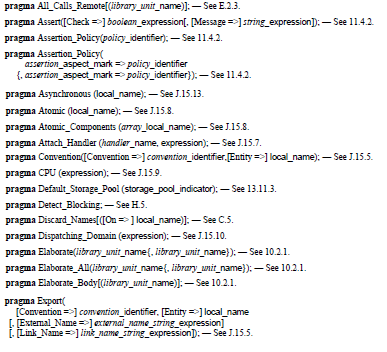 pragma All_Calls_Remote[(library_unit_name)]; — See E.2.3.
pragma Assert([Check =>] boolean_expression[, [Message =>] string_expression]); — See 11.4.2.
pragma Assertion_Policy(policy_identifier); — See 11.4.2.
pragma Assertion_Policy(
assertion_aspect_mark => policy_identifier
{, assertion_aspect_mark => policy_identifier}); — See 11.4.2.
pragma Asynchronous (local_name); — See J.15.13.
pragma Atomic (local_name); — See J.15.8.
pragma Atomic_Components (array_local_name); — See J.15.8.
pragma Attach_Handler (handler_name, expression); — See J.15.7.
pragma Convention([Convention =>] convention_identifier,[Entity =>] local_name); — See J.15.5.
pragma CPU (expression); — See J.15.9.
pragma Default_Storage_Pool (storage_pool_indicator); — See 13.11.3.
pragma Detect_Blocking; — See H.5.
pragma Discard_Names[([On => ] local_name)]; — See C.5.
pragma Dispatching_Domain (expression); — See J.15.10.
pragma Elaborate(library_unit_name{, library_unit_name}); — See 10.2.1.
pragma Elaborate_All(library_unit_name{, library_unit_name}); — See 10.2.1.
pragma Elaborate_Body[(library_unit_name)]; — See 10.2.1.
pragma Export(
[Convention =>] convention_identifier, [Entity =>] local_name
[, [External_Name =>] external_name_string_expression]
[, [Link_Name =>] link_name_string_expression]); — See J.15.5.